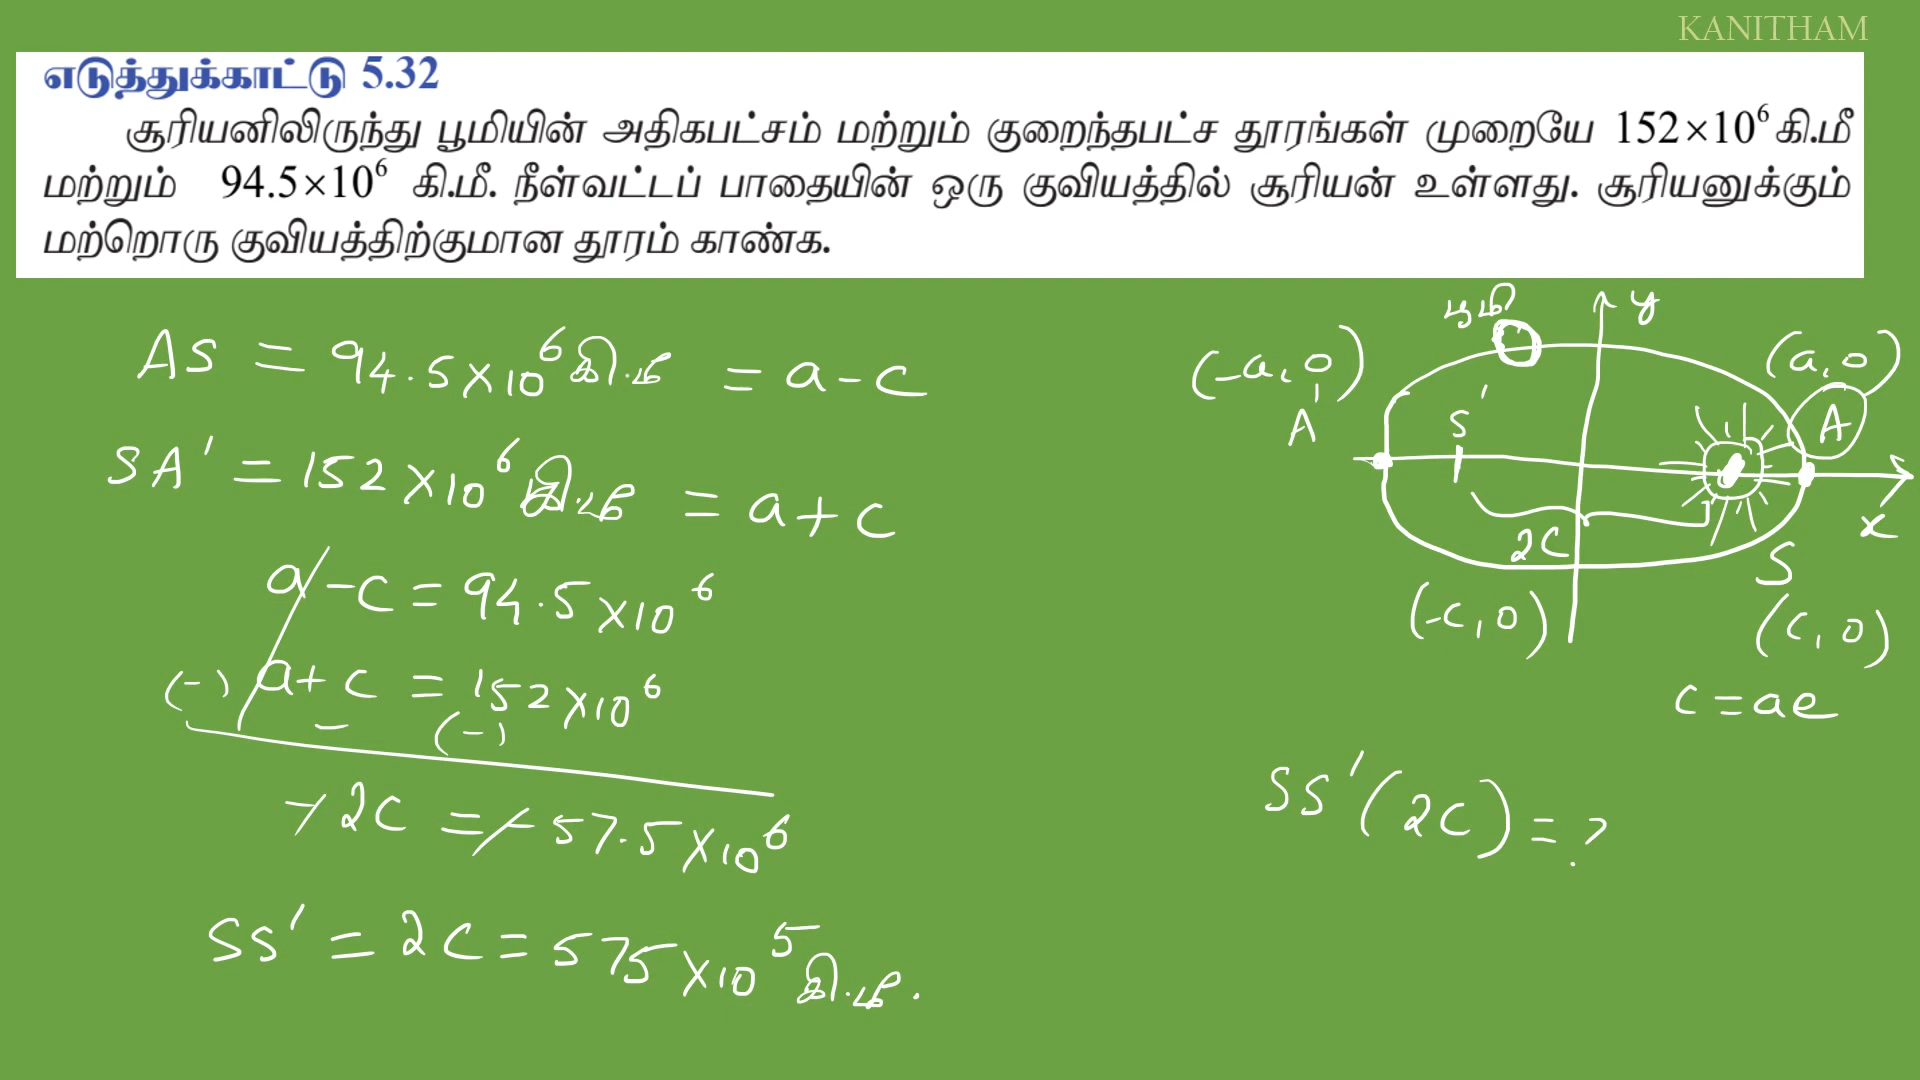 KANITHAM
எடுத்துக்காட்டு 5.32
சூரியனிலிருந்து பூமியின் அதிகபட்சம் மற்றும் குறைந்தபட்ச தூரங்கள் முறையே 152×10⁶ கி.மீ
மற்றும் 94.5×10⁶ கி.மீ. நீள்வட்டப் பாதையின் ஒரு குவியத்தில் சூரியன் உள்ளது. சூரியனுக்கும்
மற்றொரு குவியத்திற்குமான தூரம் காண்க.
AS = 94.5×10⁶ கி.மீ = a-c
SA' = 152×10⁶ கி.மீ = a+c
a-c = 94.5×10⁶
(-) a+c = 152×10⁶
- (-)
-2c = -57.5×10⁶
SS' = 2c = 575×10⁵ கி.மீ.
பூமி
y
(-a, 0)
(a, 0)
A'
S'
A
x
2c
S
(-c, 0)
(c, 0)
c = ae
SS' (2c) = ?